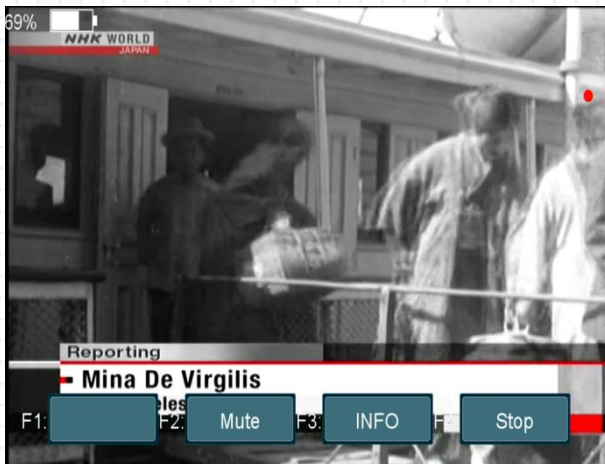 69%
NHK WORLD
JAPAN
Reporting
Mina De Virgilis
F1: F2: Mute F3: INFO F Stop